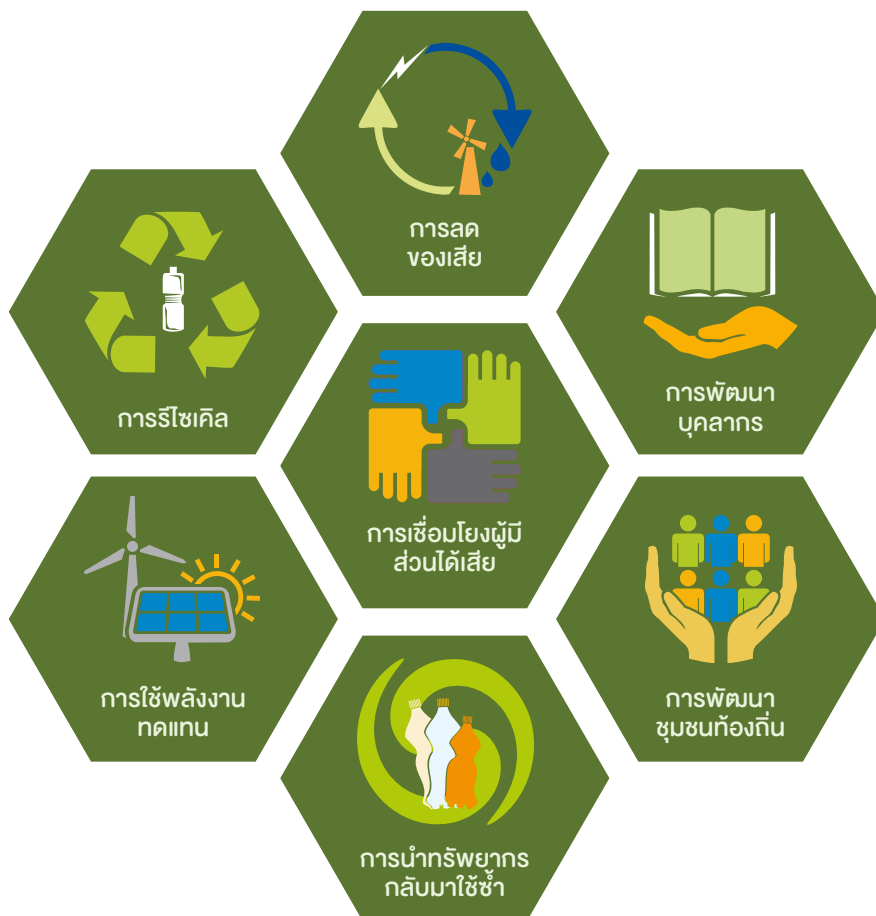 การลด
ของเสีย
การรีไซเคิล
การพัฒนา
บุคลากร
การเชื่อมโยงผู้มี
ส่วนได้เสีย
การใช้พลังงาน
ทดแทน
การพัฒนา
ชุมชนท้องถิ่น
การนำทรัพยากร
กลับมาใช้ซ้ำ